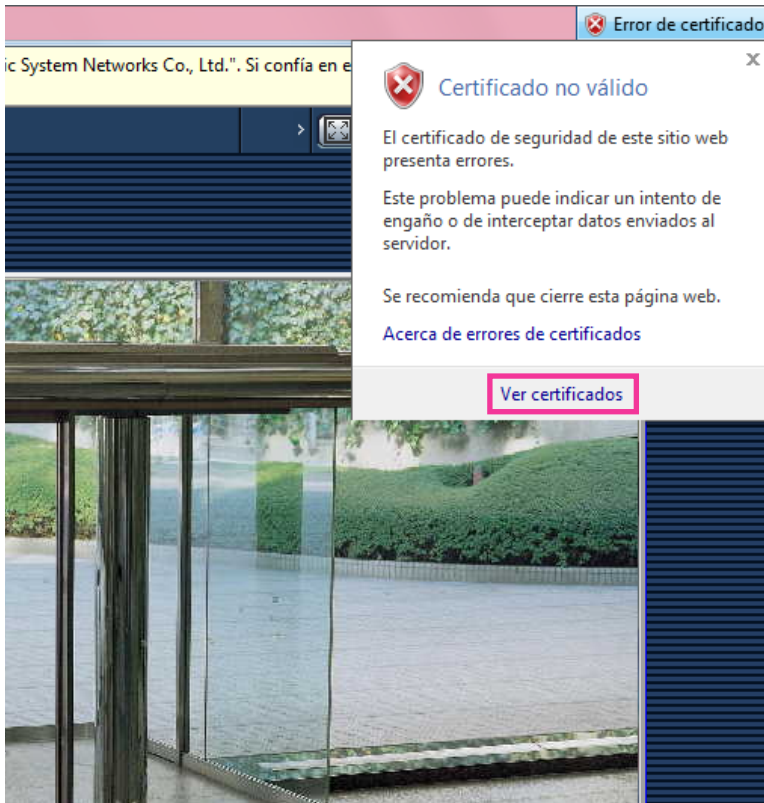 Error de certificado
ic System Networks Co., Ltd.". Si confía en e
Certificado no válido
El certificado de seguridad de este sitio web
presenta errores.
Este problema puede indicar un intento de
engaño o de interceptar datos enviados al
servidor.
Se recomienda que cierre esta página web.
Acerca de errores de certificados
Ver certificados